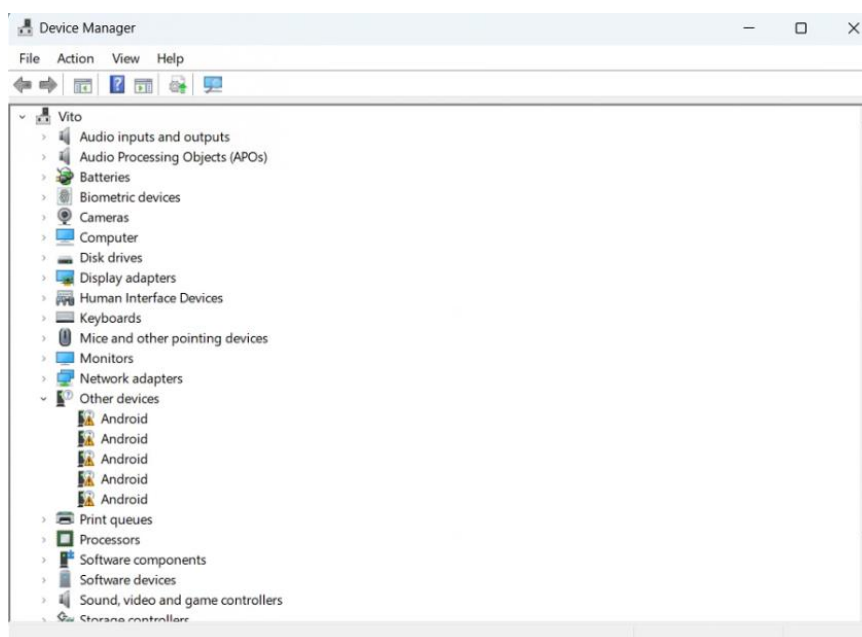 Device Manager
File Action View Help
Vito
Audio inputs and outputs
Audio Processing Objects (APOs)
Batteries
Biometric devices
Cameras
Computer
Disk drives
Display adapters
Human Interface Devices
Keyboards
Mice and other pointing devices
Monitors
Network adapters
Other devices
Android
Android
Android
Android
Android
Print queues
Processors
Software components
Software devices
Sound, video and game controllers
Storage controllers